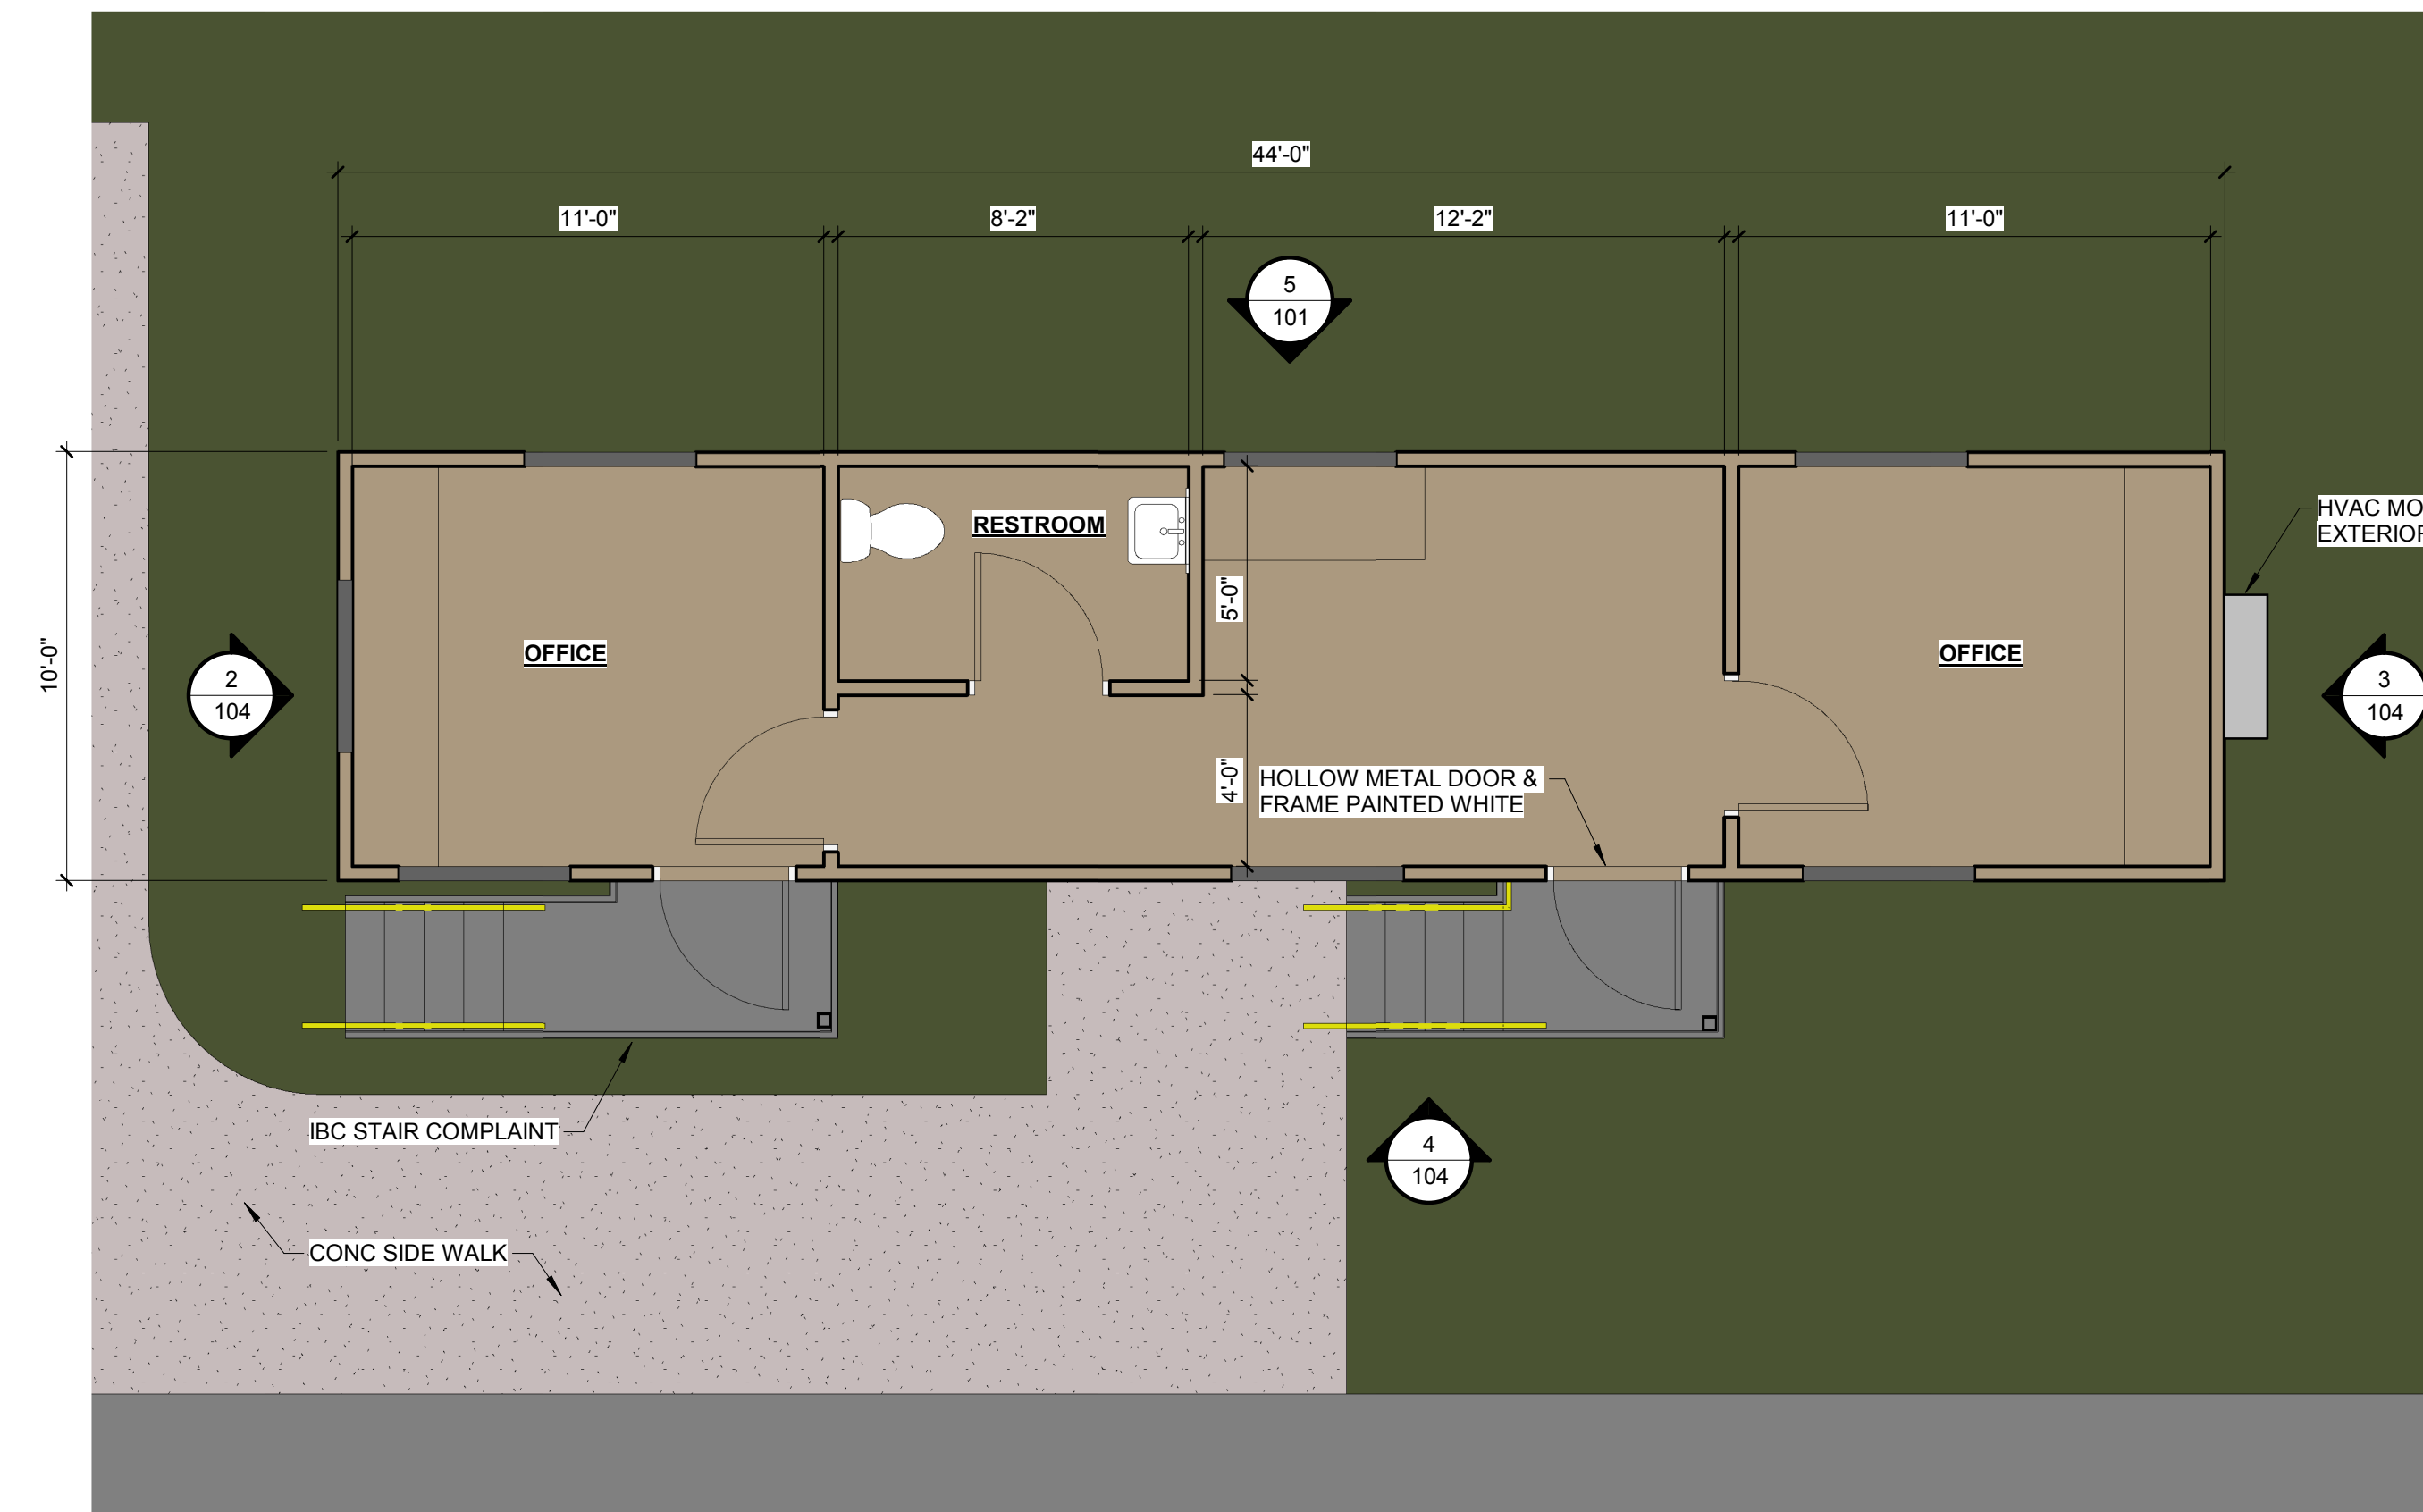 44'-0"
11'-0"
8'-2"
12'-2"
11'-0"
5
101
HVAC MO
EXTERIOR
RESTROOM
5'-0"
OFFICE
OFFICE
10'-0"
2
104
3
104
4'-0"
HOLLOW METAL DOOR &
FRAME PAINTED WHITE
IBC STAIR COMPLAINT
4
104
CONC SIDE WALK